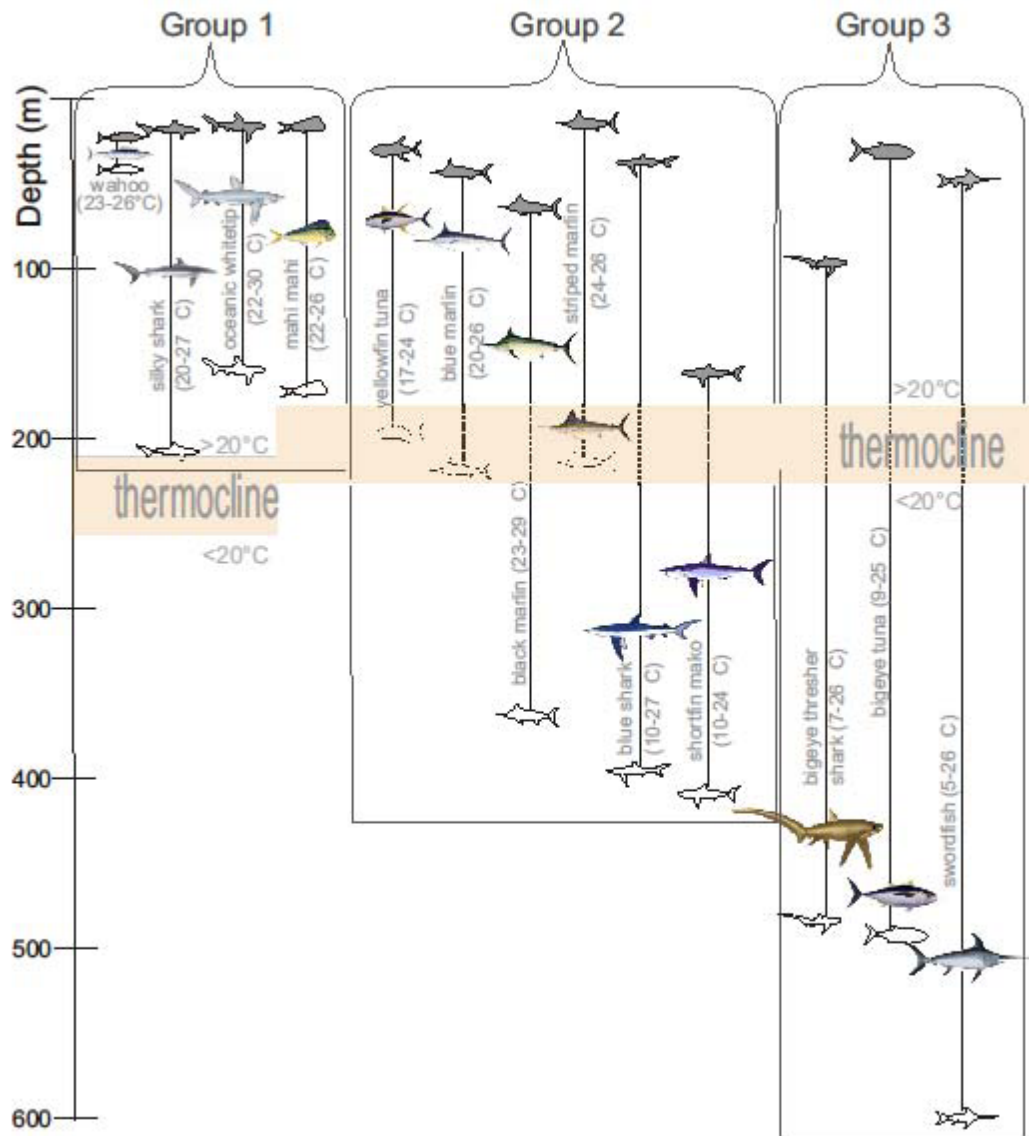 Group 1
Group 2
Group 3
Depth (m)
100
200
300
400
500
600
wahoo
(23-26°C)
silky shark
(20-27 C)
oceanic whitetip
(22-30 C)
mahi mahi
(22-26 C)
>20°C
thermocline
<20°C
yellowfin tuna
(17-24 C)
blue marlin
(20-26 C)
black marlin (23-29 C)
striped marlin
(24-26 C)
blue shark
(10-27 C)
shortfin mako
(10-24 C)
>20°C
thermocline
<20°C
bigeye thresher
shark (7-26 C)
bigeye tuna (9-25 C)
swordfish (5-26 C)